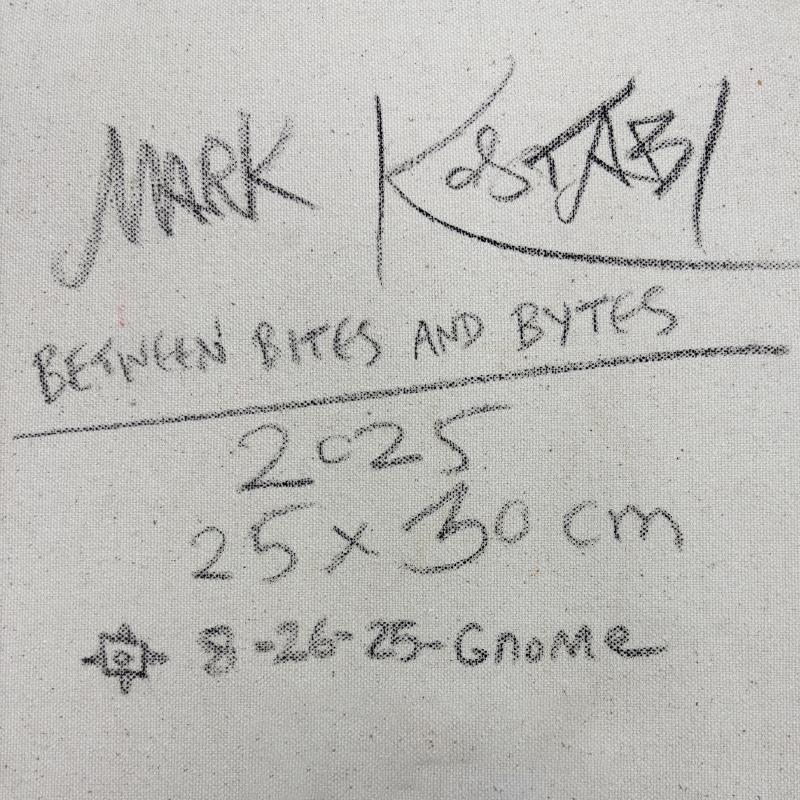 MARK KOSTABI
BETWEEN BITES AND BYTES
2025
25 x 30 cm
8-26-25-GNOMe